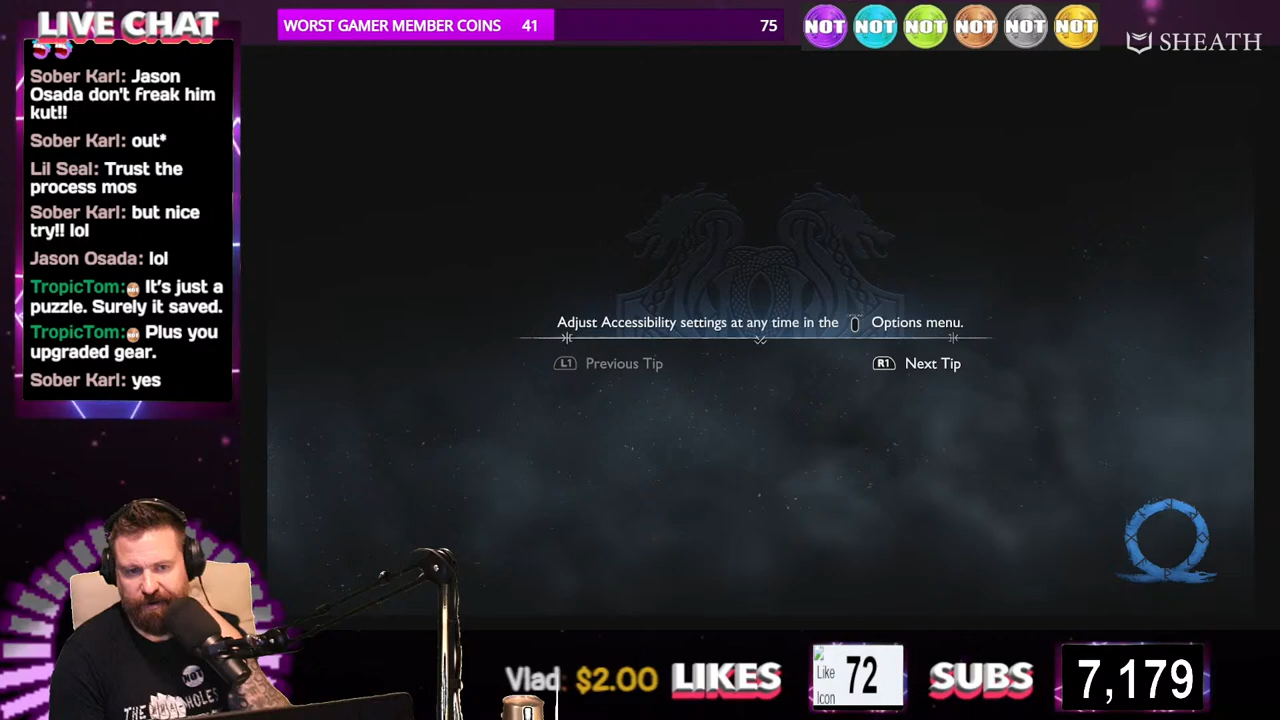 LIVE CHAT
Sober Karl: Jason
Osada don't freak him
kut!!
Sober Karl: out*
Lil Seal: Trust the
process mos
Sober Karl: but nice
try!! lol
Jason Osada: lol
TropicTom: It's just a
puzzle. Surely it saved.
TropicTom: Plus you
upgraded gear.
Sober Karl: yes
WORST GAMER MEMBER COINS 41 75
NOT NOT NOT NOT NOT NOT
SHEATH
Adjust Accessibility settings at any time in the Options menu.
L1 Previous Tip
R1 Next Tip
NOT
THE
Vlad: $2.00
LIKES
Like
Icon
72
SUBS
7,179